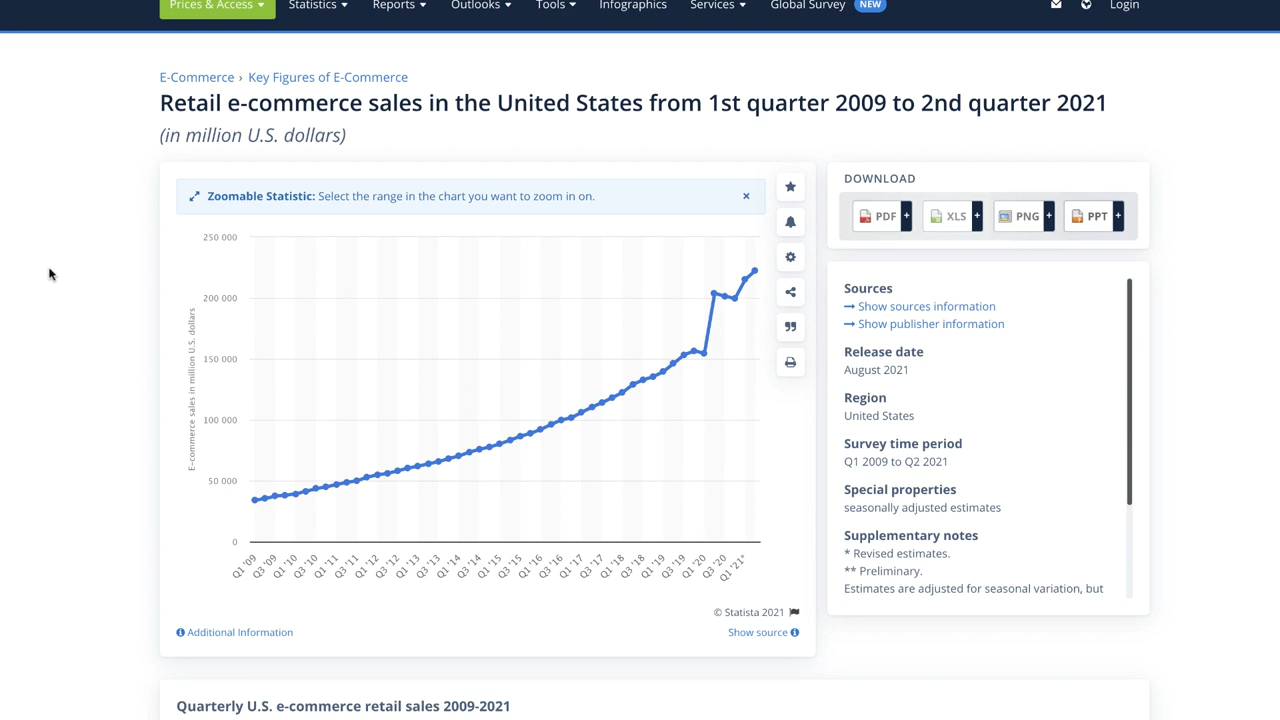 Prices & Access Statistics Reports Outlooks Tools Infographics Services Global Survey NEW Login
E-Commerce › Key Figures of E-Commerce
Retail e-commerce sales in the United States from 1st quarter 2009 to 2nd quarter 2021
(in million U.S. dollars)
Zoomable Statistic: Select the range in the chart you want to zoom in on. ×
E-commerce sales in million U.S. dollars
250 000
200 000
150 000
100 000
50 000
0
Q1 '09 Q3 '09 Q1 '10 Q3 '10 Q1 '11 Q3 '11 Q1 '12 Q3 '12 Q1 '13 Q3 '13 Q1 '14 Q3 '14 Q1 '15 Q3 '15 Q1 '16 Q3 '16 Q1 '17 Q3 '17 Q1 '18 Q3 '18 Q1 '19 Q3 '19 Q1 '20 Q3 '20 Q1 '21*
© Statista 2021
Additional Information Show source
DOWNLOAD
PDF + XLS + PNG + PPT +
Sources
Show sources information
Show publisher information
Release date
August 2021
Region
United States
Survey time period
Q1 2009 to Q2 2021
Special properties
seasonally adjusted estimates
Supplementary notes
* Revised estimates.
** Preliminary.
Estimates are adjusted for seasonal variation, but
Quarterly U.S. e-commerce retail sales 2009-2021